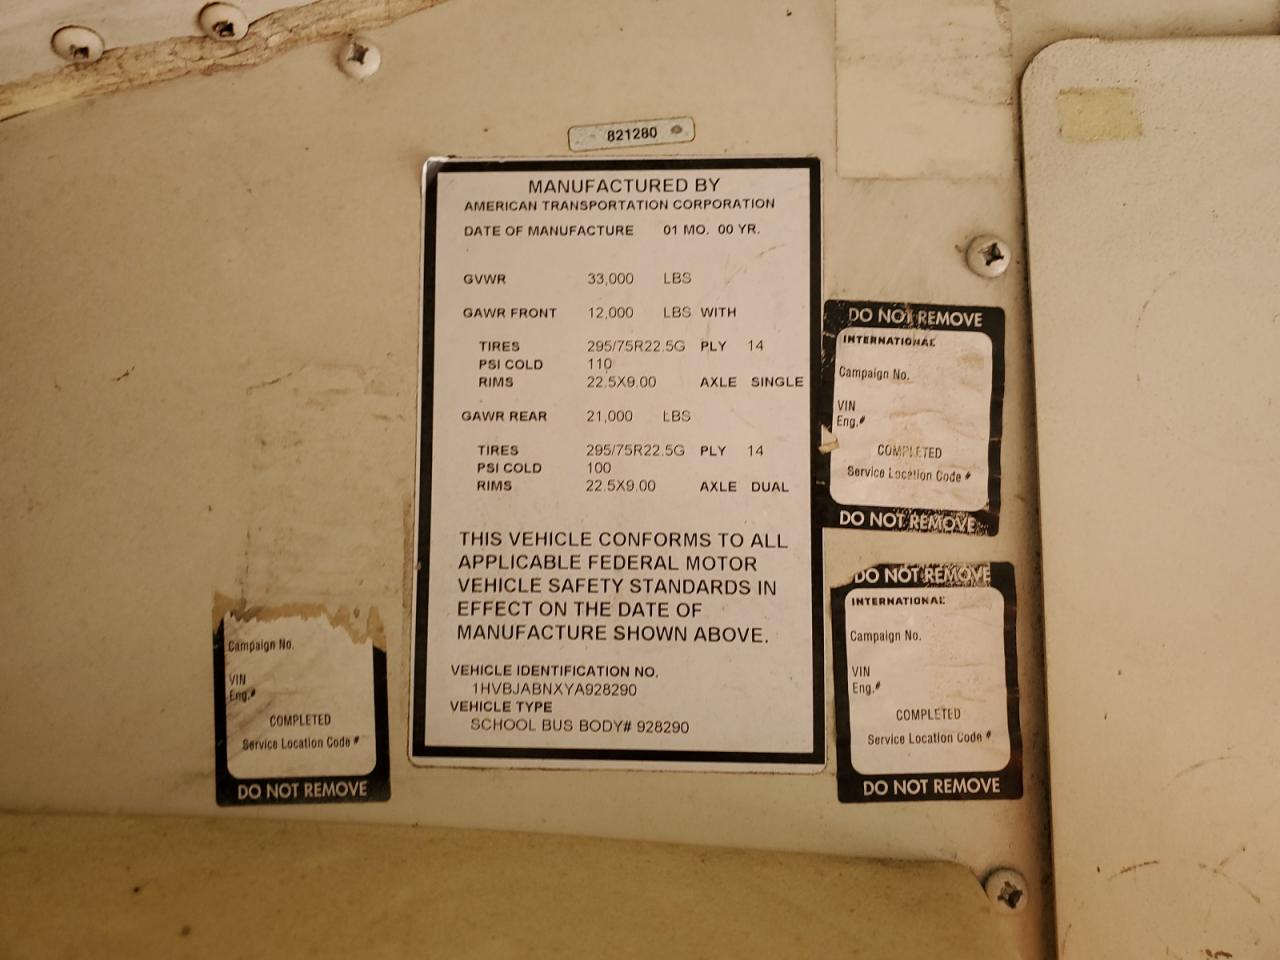 821280
MANUFACTURED BY
AMERICAN TRANSPORTATION CORPORATION
DATE OF MANUFACTURE 01 MO. 00 YR.
GVWR 33,000 LBS
GAWR FRONT 12,000 LBS WITH
TIRES 295/75R22.5G PLY 14
PSI COLD 110
RIMS 22.5X9.00 AXLE SINGLE
GAWR REAR 21,000 LBS
TIRES 295/75R22.5G PLY 14
PSI COLD 100
RIMS 22.5X9.00 AXLE DUAL
THIS VEHICLE CONFORMS TO ALL
APPLICABLE FEDERAL MOTOR
VEHICLE SAFETY STANDARDS IN
EFFECT ON THE DATE OF
MANUFACTURE SHOWN ABOVE.
VEHICLE IDENTIFICATION NO.
1HVBJABNXYA928290
VEHICLE TYPE
SCHOOL BUS BODY# 928290
DO NOT REMOVE
INTERNATIONAL
Campaign No.
VIN
Eng.#
COMPLETED
Service Location Code #
DO NOT REMOVE
DO NOT REMOVE
INTERNATIONAL
Campaign No.
VIN
Eng.#
COMPLETED
Service Location Code #
DO NOT REMOVE
Campaign No.
VIN
Eng.#
COMPLETED
Service Location Code #
DO NOT REMOVE